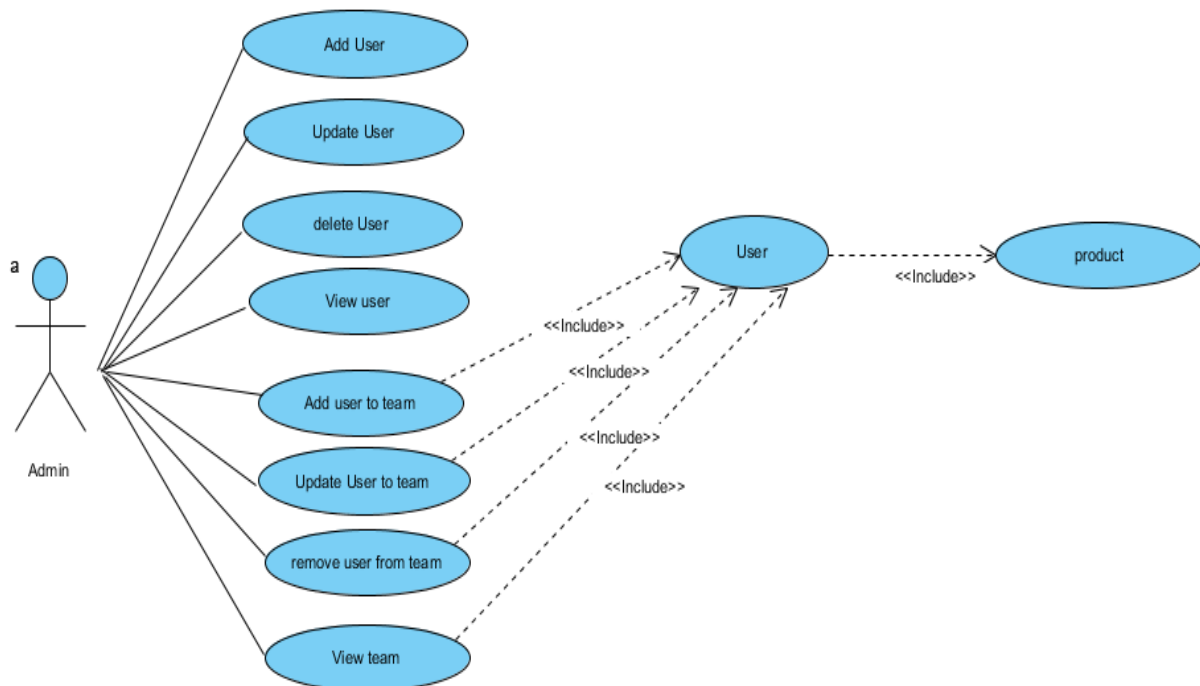 Add User
Update User
delete User
a
User
product
<<Include>>
View user
<<Include>>
<<Include>>
Add user to team
<<Include>>
Admin
Update User to team
<<Include>>
remove user from team
View team